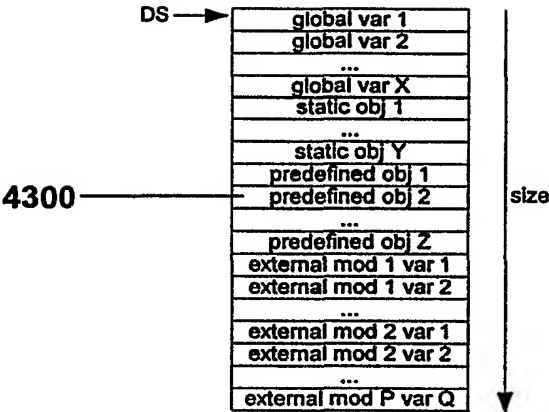 DS
global var 1
global var 2
...
global var X
static obj 1
...
static obj Y
predefined obj 1
4300
predefined obj 2
size
...
predefined obj Z
external mod 1 var 1
external mod 1 var 2
...
external mod 2 var 1
external mod 2 var 2
...
external mod P var Q